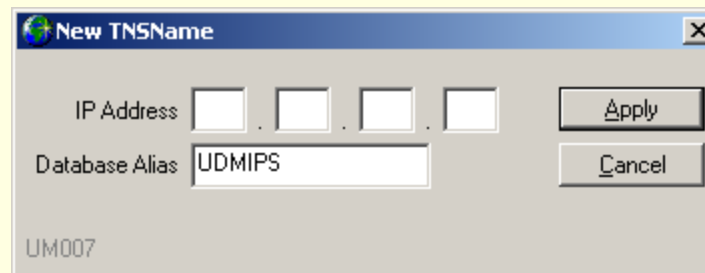 New TNSName
IP Address . . . Apply
Database Alias UDMIPS Cancel
UM007